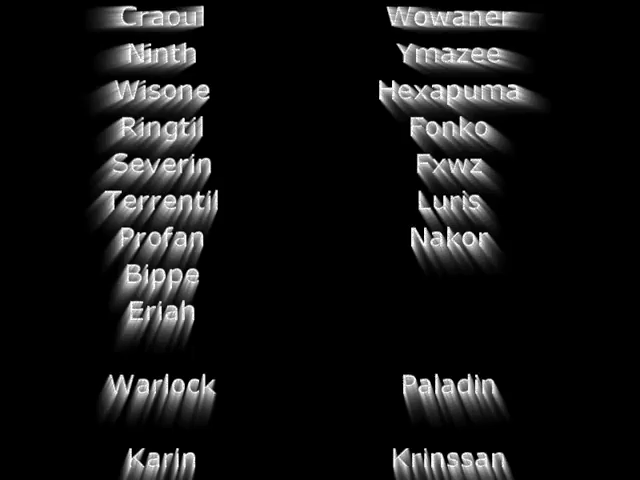 Craoul Wowaner
Ninth Ymazee
Wisone Hexapuma
Ringtil Fonko
Severin Fxwz
Terrentil Luris
Profan Nakor
Bippe
Eriah
Warlock Paladin
Karin Krinssan